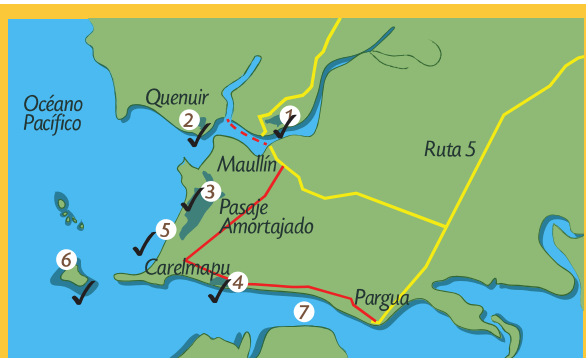 Océano
Pacífico
Quenuir
1
2
Ruta 5
Maullín
3
Pasaje
Amortajado
5
6
Carelmapu
4
Pargua
7